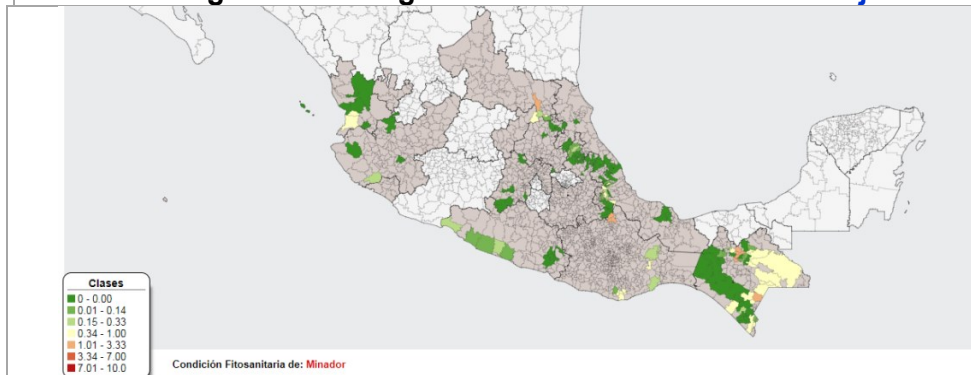 Clases
0 - 0.00
0.01 - 0.14
0.15 - 0.33
0.34 - 1.00
1.01 - 3.33
3.34 - 7.00
7.01 - 10.0
Condición Fitosanitaria de: Minador